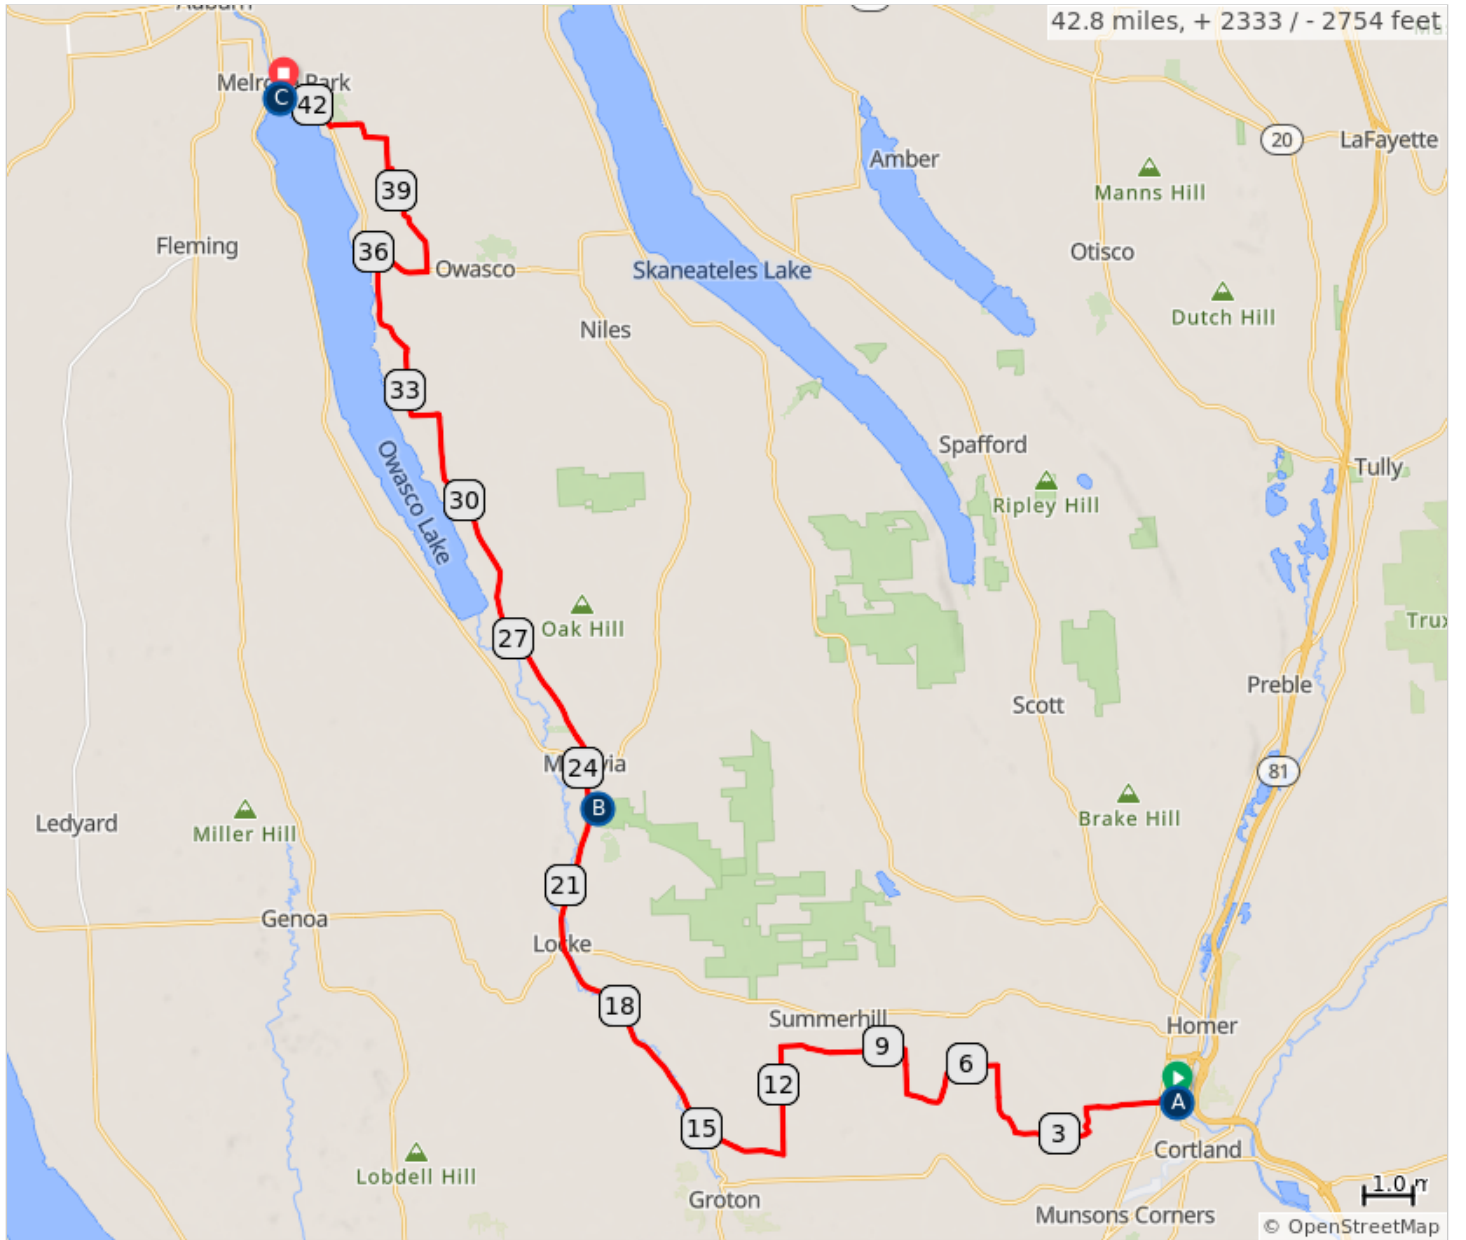 Auburn
42.8 miles, + 2333 / - 2754 feet
Park
C
42
20
LaFayette
Amber
Manns Hill
39
Fleming
36
Owasco
Skaneateles Lake
Otisco
Dutch Hill
Niles
33
Owasco Lake
Spafford
Tully
30
Ripley Hill
27
Oak Hill
Preble
Scott
24
81
B
Ledyard
Miller Hill
Brake Hill
21
Genoa
Locke
18
Summerhill
Homer
9
6
12
A
15
3
Cortland
Lobdell Hill
Groton
1.0
Munsons Corners
© OpenStreetMap